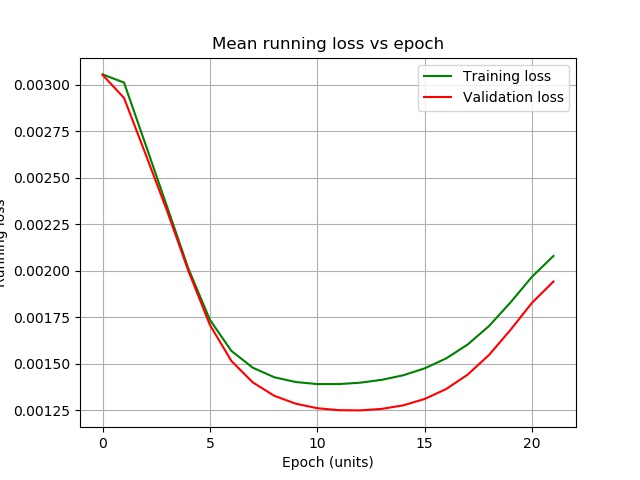 Mean running loss vs epoch
Training loss
Validation loss
0.00300
0.00275
0.00250
0.00225
0.00200
0.00175
0.00150
0.00125
Running loss
0
5
10
15
20
Epoch (units)